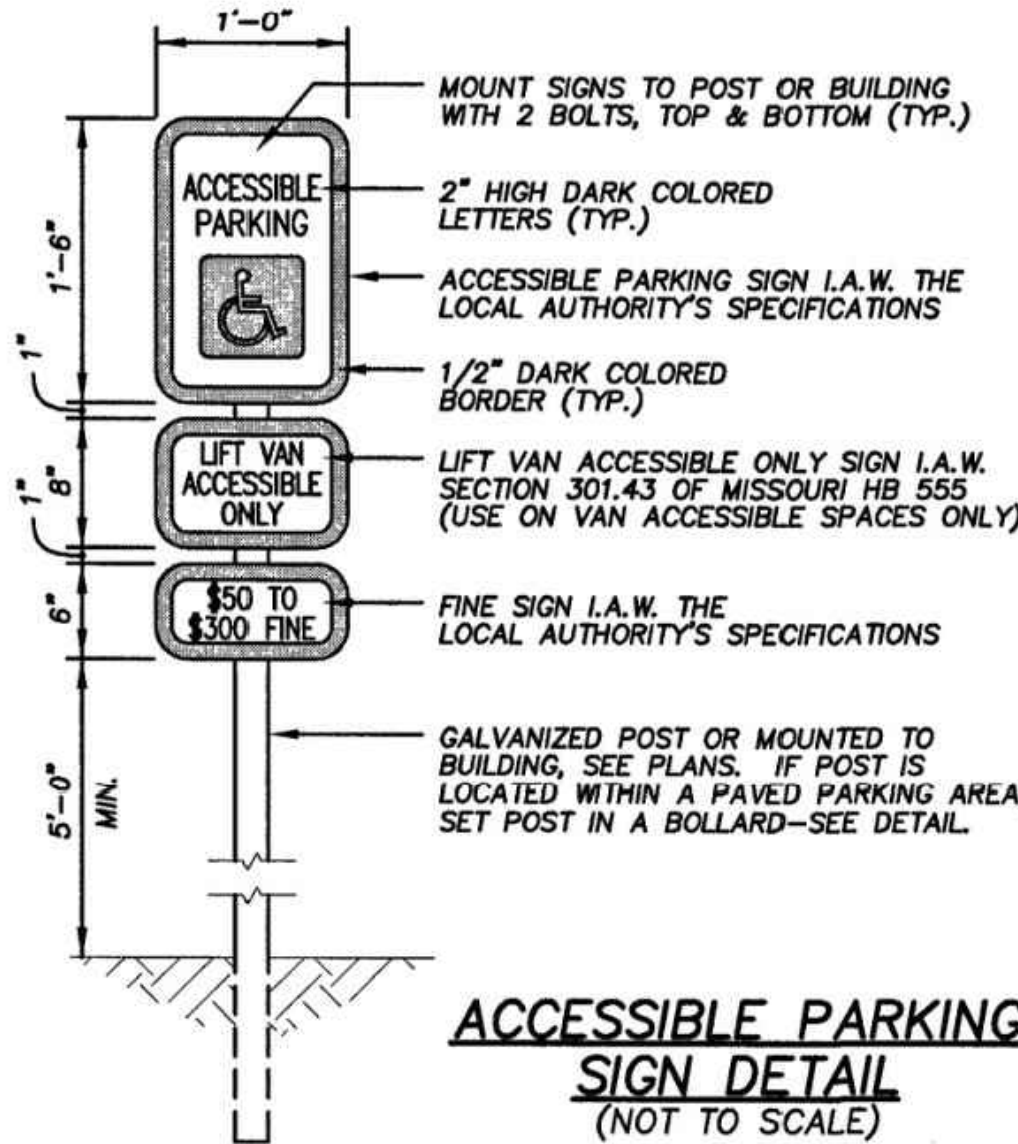 1'-0"
MOUNT SIGNS TO POST OR BUILDING
WITH 2 BOLTS, TOP & BOTTOM (TYP.)
ACCESSIBLE
PARKING
2" HIGH DARK COLORED
LETTERS (TYP.)
1'-6"
ACCESSIBLE PARKING SIGN I.A.W. THE
LOCAL AUTHORITY'S SPECIFICATIONS
1/2" DARK COLORED
BORDER (TYP.)
1"
LIFT VAN
ACCESSIBLE
ONLY
8"
LIFT VAN ACCESSIBLE ONLY SIGN I.A.W.
SECTION 301.43 OF MISSOURI HB 555
(USE ON VAN ACCESSIBLE SPACES ONLY)
1"
$50 TO
$300 FINE
6"
FINE SIGN I.A.W. THE
LOCAL AUTHORITY'S SPECIFICATIONS
5'-0"
MIN.
GALVANIZED POST OR MOUNTED TO
BUILDING, SEE PLANS. IF POST IS
LOCATED WITHIN A PAVED PARKING AREA
SET POST IN A BOLLARD-SEE DETAIL.
ACCESSIBLE PARKING
SIGN DETAIL
(NOT TO SCALE)